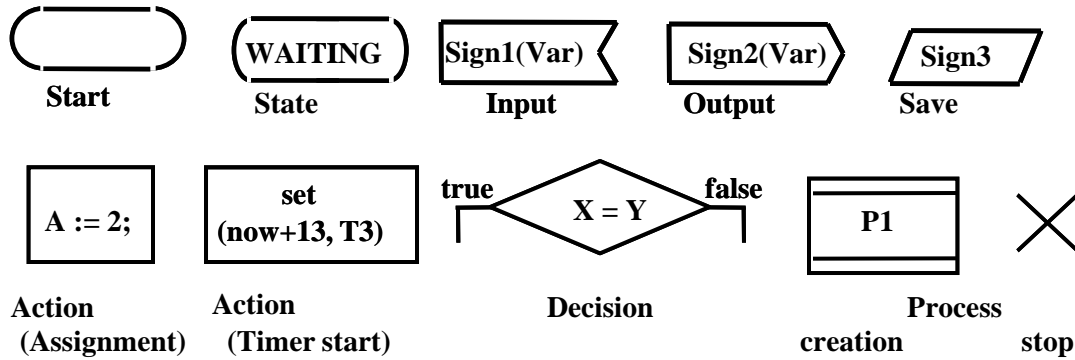 WAITING
Sign1(Var)
Sign2(Var)
Sign3
Start
State
Input
Output
Save
true
false
A := 2;
set
(now+13, T3)
X = Y
P1
Action
(Assignment)
Action
(Timer start)
Decision
Process
creation
stop